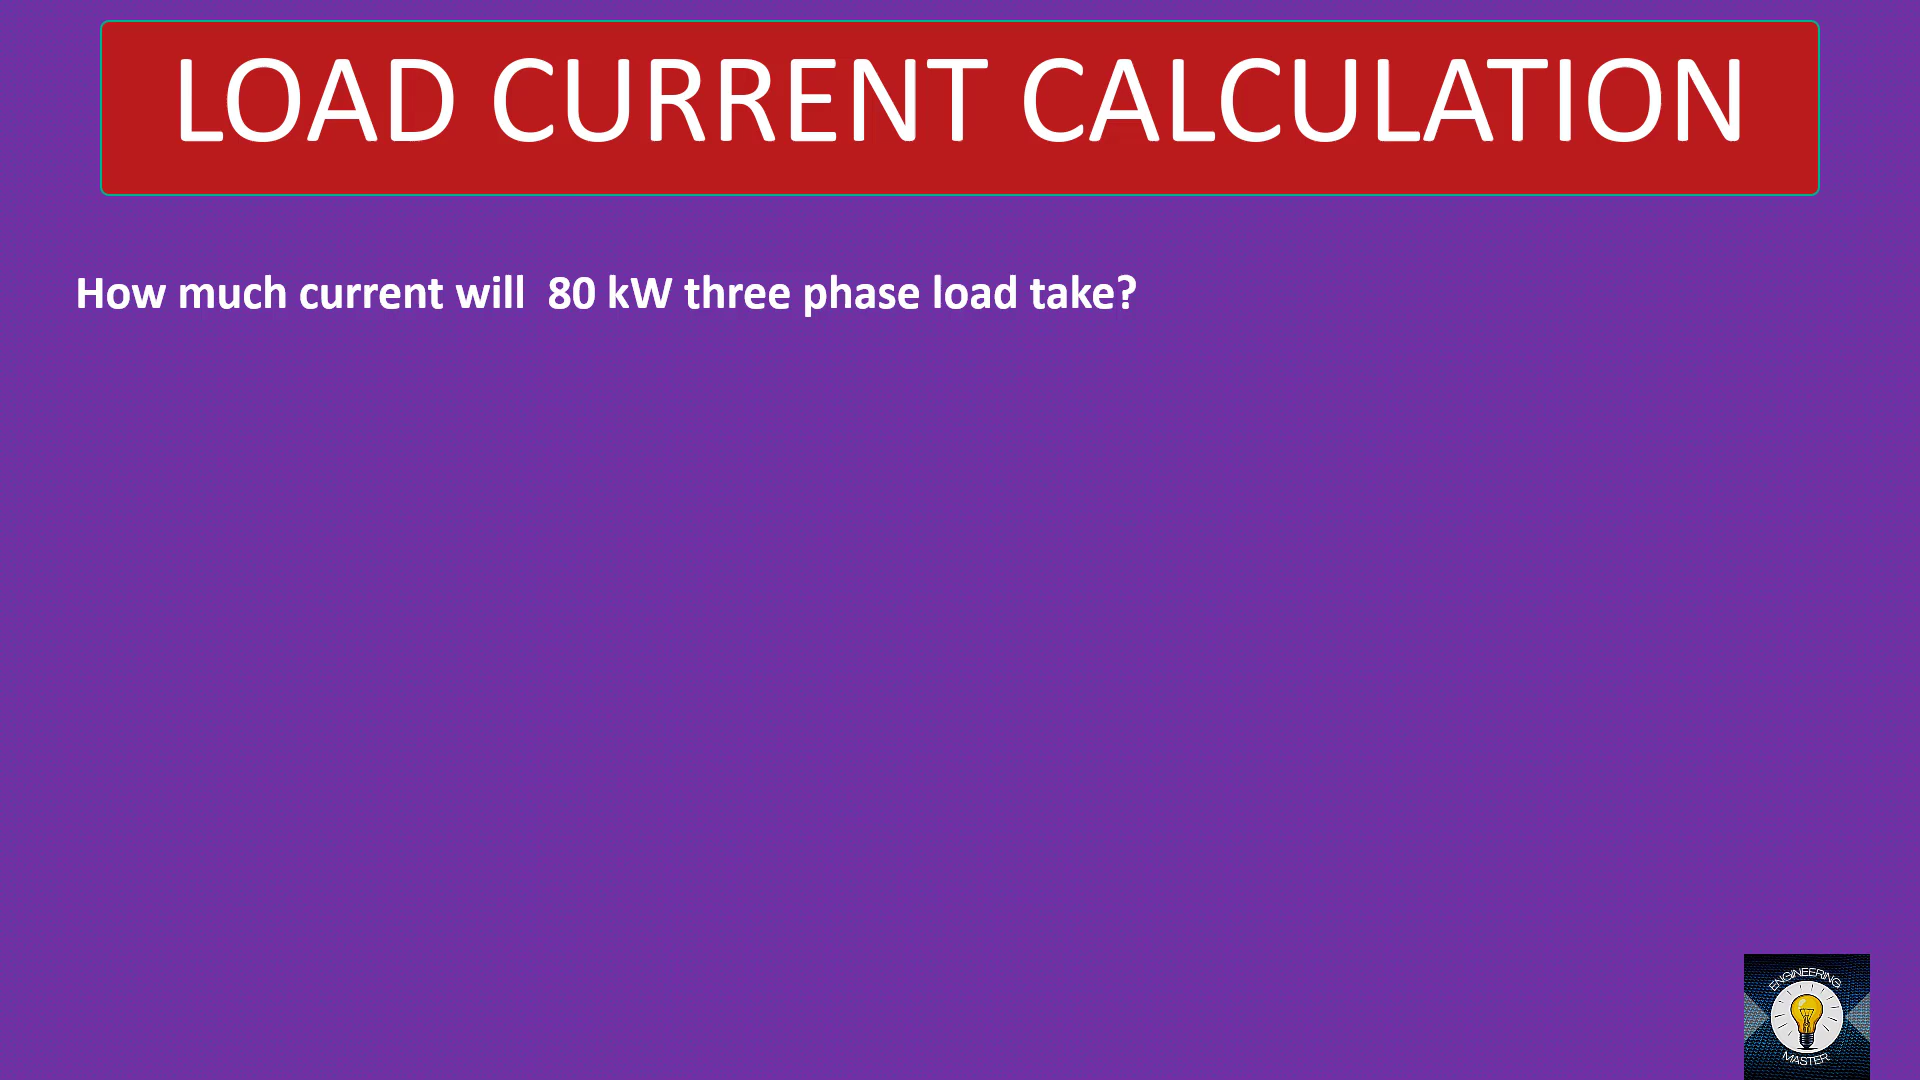 LOAD CURRENT CALCULATION
How much current will  80 kW three phase load take?
ENGINEERING
MASTER